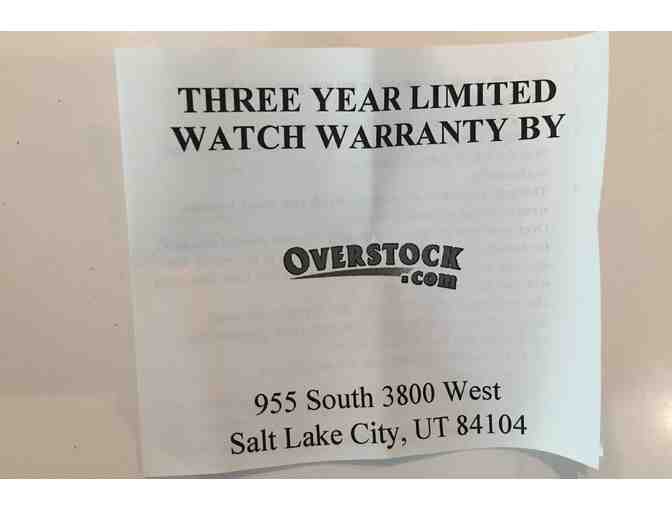 THREE YEAR LIMITED
WATCH WARRANTY BY
OVERSTOCK
.com
955 South 3800 West
Salt Lake City, UT 84104